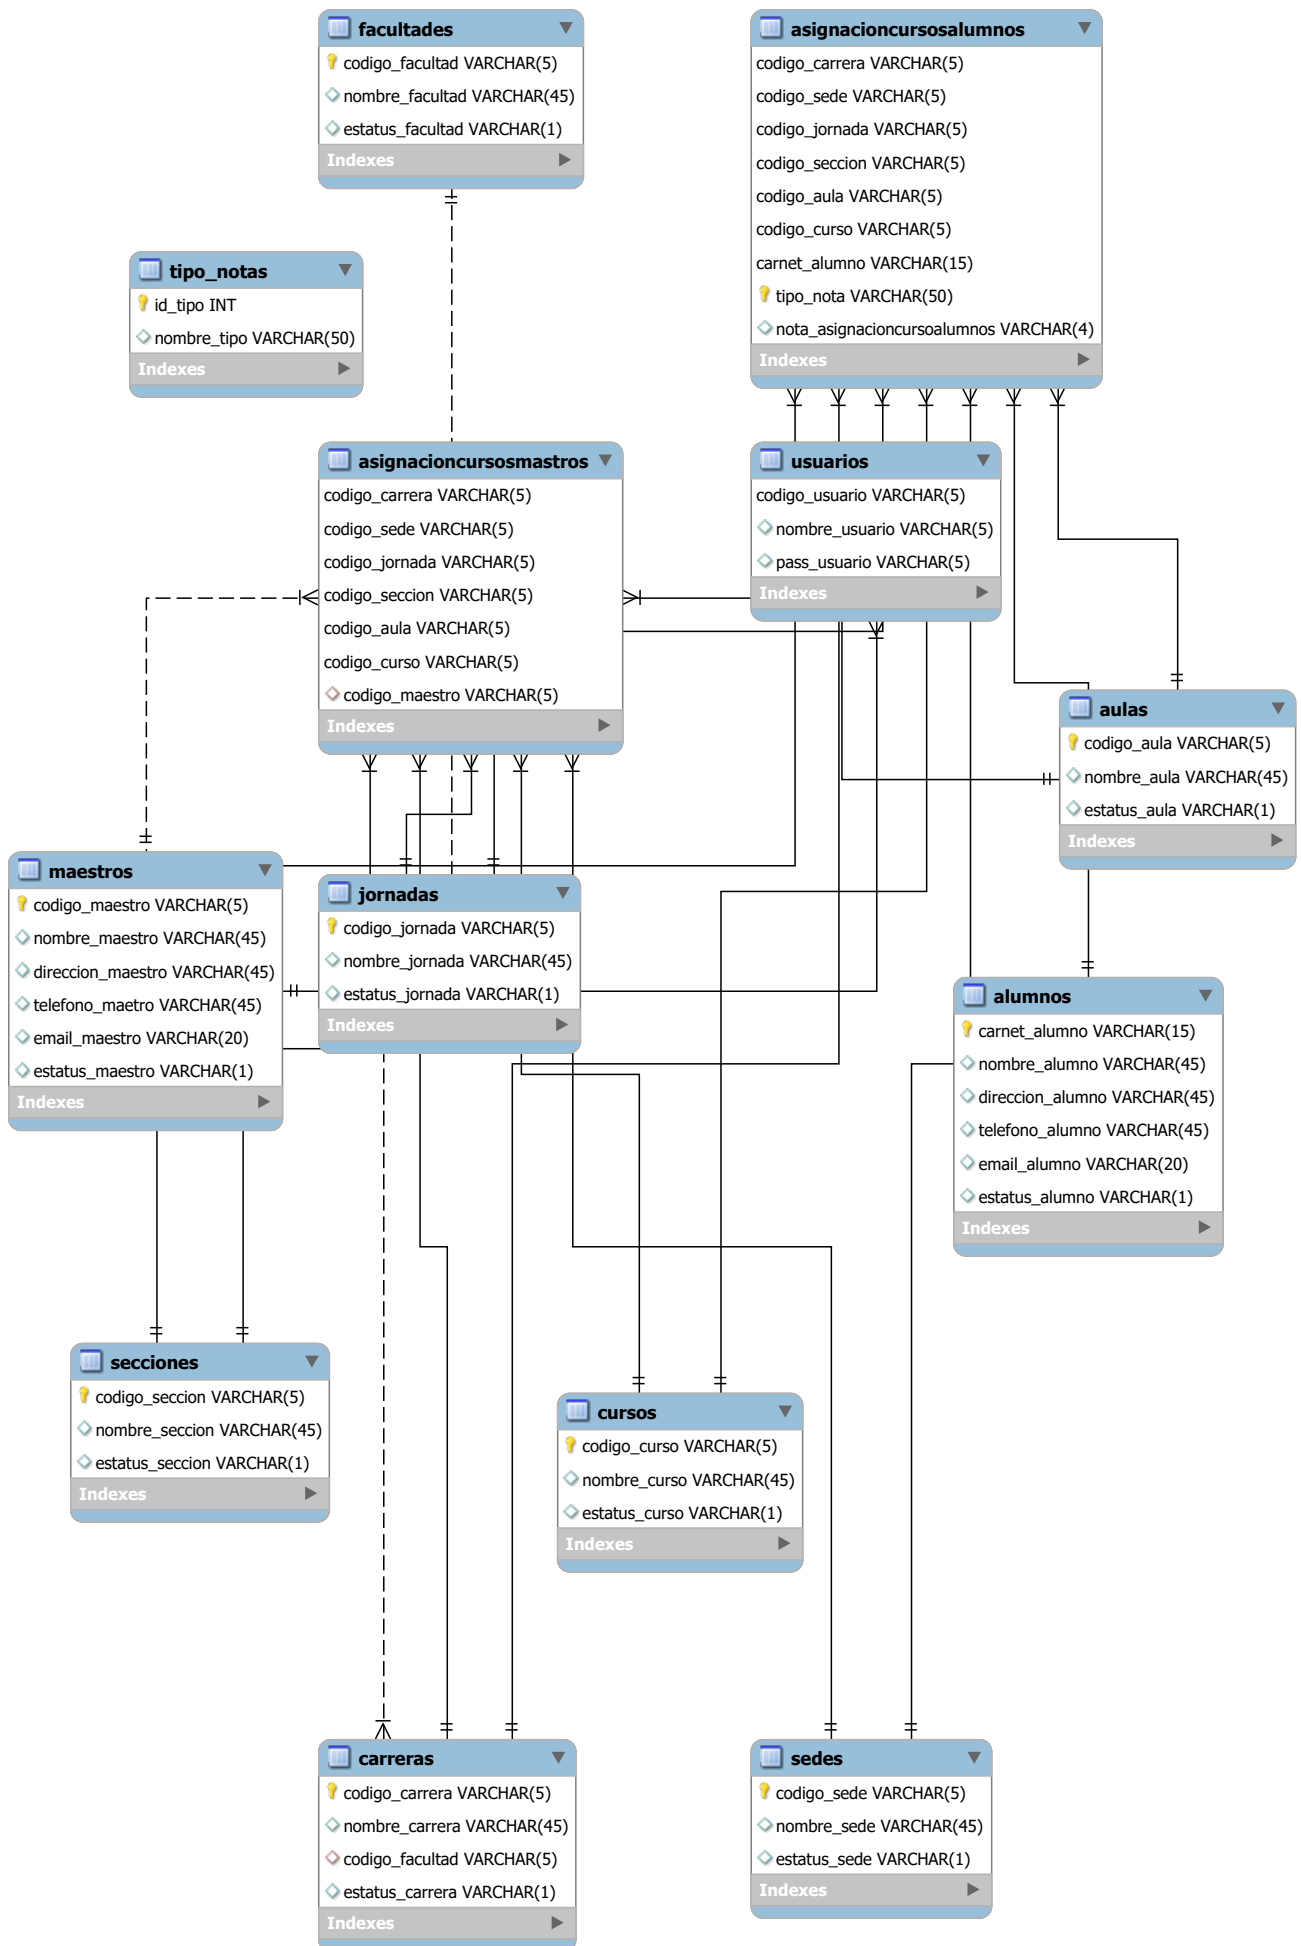 facultades
codigo_facultad VARCHAR(5)
nombre_facultad VARCHAR(45)
estatus_facultad VARCHAR(1)
Indexes
asignacioncursosalumnos
codigo_carrera VARCHAR(5)
codigo_sede VARCHAR(5)
codigo_jornada VARCHAR(5)
codigo_seccion VARCHAR(5)
codigo_aula VARCHAR(5)
codigo_curso VARCHAR(5)
carnet_alumno VARCHAR(15)
tipo_nota VARCHAR(50)
nota_asignacioncursoalumnos VARCHAR(4)
Indexes
tipo_notas
id_tipo INT
nombre_tipo VARCHAR(50)
Indexes
asignacioncursosmastros
codigo_carrera VARCHAR(5)
codigo_sede VARCHAR(5)
codigo_jornada VARCHAR(5)
codigo_seccion VARCHAR(5)
codigo_aula VARCHAR(5)
codigo_curso VARCHAR(5)
codigo_maestro VARCHAR(5)
Indexes
usuarios
codigo_usuario VARCHAR(5)
nombre_usuario VARCHAR(5)
pass_usuario VARCHAR(5)
Indexes
aulas
codigo_aula VARCHAR(5)
nombre_aula VARCHAR(45)
estatus_aula VARCHAR(1)
Indexes
maestros
codigo_maestro VARCHAR(5)
nombre_maestro VARCHAR(45)
direccion_maestro VARCHAR(45)
telefono_maetro VARCHAR(45)
email_maestro VARCHAR(20)
estatus_maestro VARCHAR(1)
Indexes
jornadas
codigo_jornada VARCHAR(5)
nombre_jornada VARCHAR(45)
estatus_jornada VARCHAR(1)
Indexes
alumnos
carnet_alumno VARCHAR(15)
nombre_alumno VARCHAR(45)
direccion_alumno VARCHAR(45)
telefono_alumno VARCHAR(45)
email_alumno VARCHAR(20)
estatus_alumno VARCHAR(1)
Indexes
secciones
codigo_seccion VARCHAR(5)
nombre_seccion VARCHAR(45)
estatus_seccion VARCHAR(1)
Indexes
cursos
codigo_curso VARCHAR(5)
nombre_curso VARCHAR(45)
estatus_curso VARCHAR(1)
Indexes
carreras
codigo_carrera VARCHAR(5)
nombre_carrera VARCHAR(45)
codigo_facultad VARCHAR(5)
estatus_carrera VARCHAR(1)
Indexes
sedes
codigo_sede VARCHAR(5)
nombre_sede VARCHAR(45)
estatus_sede VARCHAR(1)
Indexes